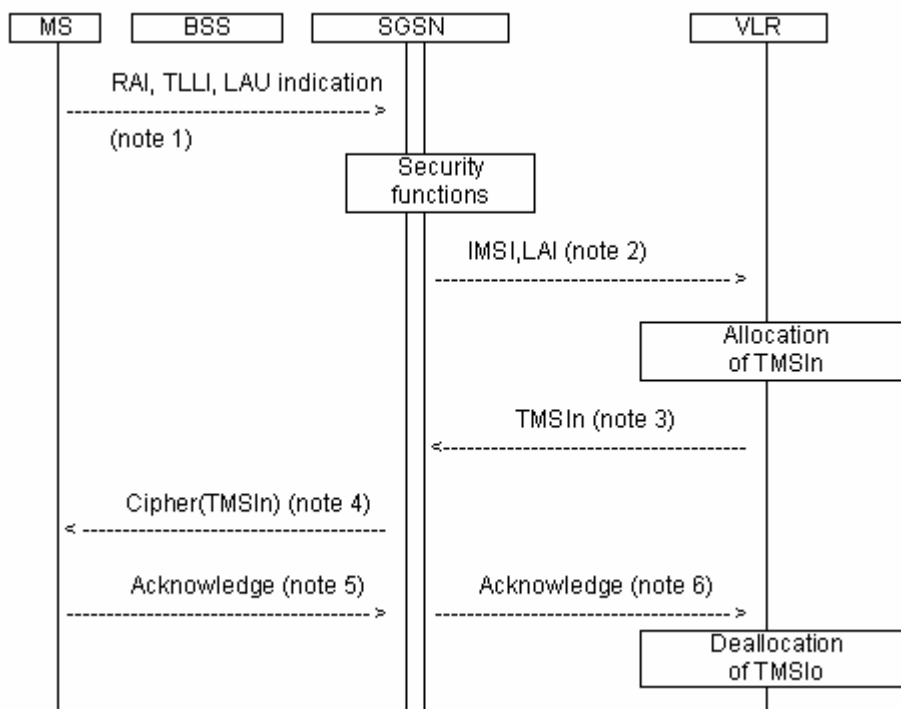 MS BSS SGSN VLR
RAI, TLLI, LAU indication
(note 1)
Security
functions
IMSI,LAI (note 2)
Allocation
of TMSIn
TMSIn (note 3)
Cipher(TMSIn) (note 4)
Acknowledge (note 5) Acknowledge (note 6)
Deallocation
of TMSIo